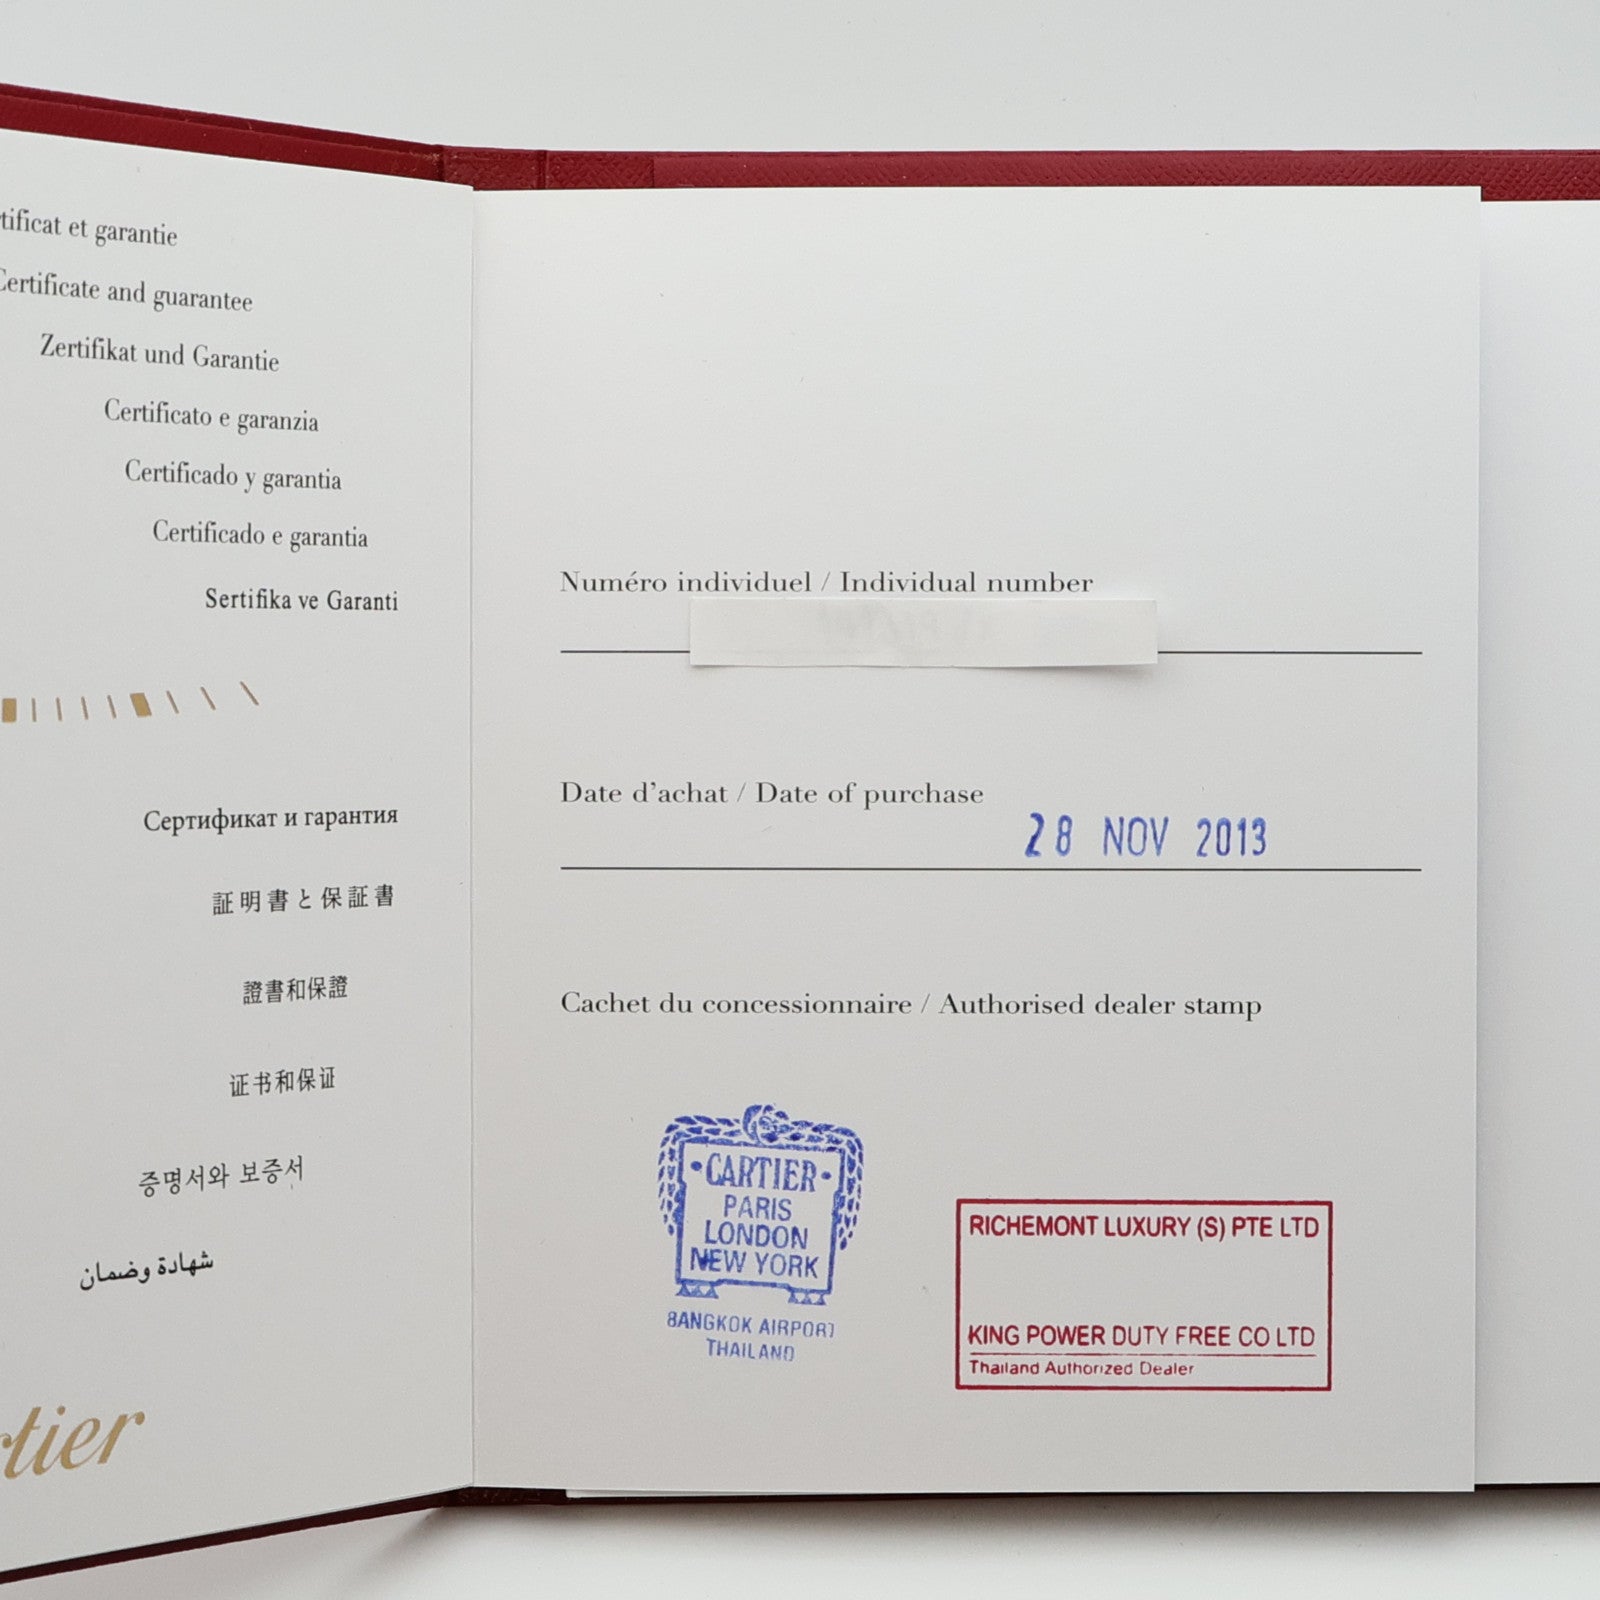 et garantie
Certificate and guarantee
Zertifikat und Garantie
Certificato e garanzia
Certificado y garantia
Certificado e garantia
Sertifika ve Garanti
Сертификат и гарантия
証明書と保証書
證書和保證
证书和保证
증명서와 보증서
شهادة وضمان
Numéro individuel / Individual number
Date d'achat / Date of purchase
28 NOV 2013
Cachet du concessionnaire / Authorised dealer stamp
•CARTIER•
PARIS
LONDON
NEW YORK
BANGKOK AIRPORT
THAILAND
RICHEMONT LUXURY (S) PTE LTD
KING POWER DUTY FREE CO LTD
Thailand Authorized Dealer